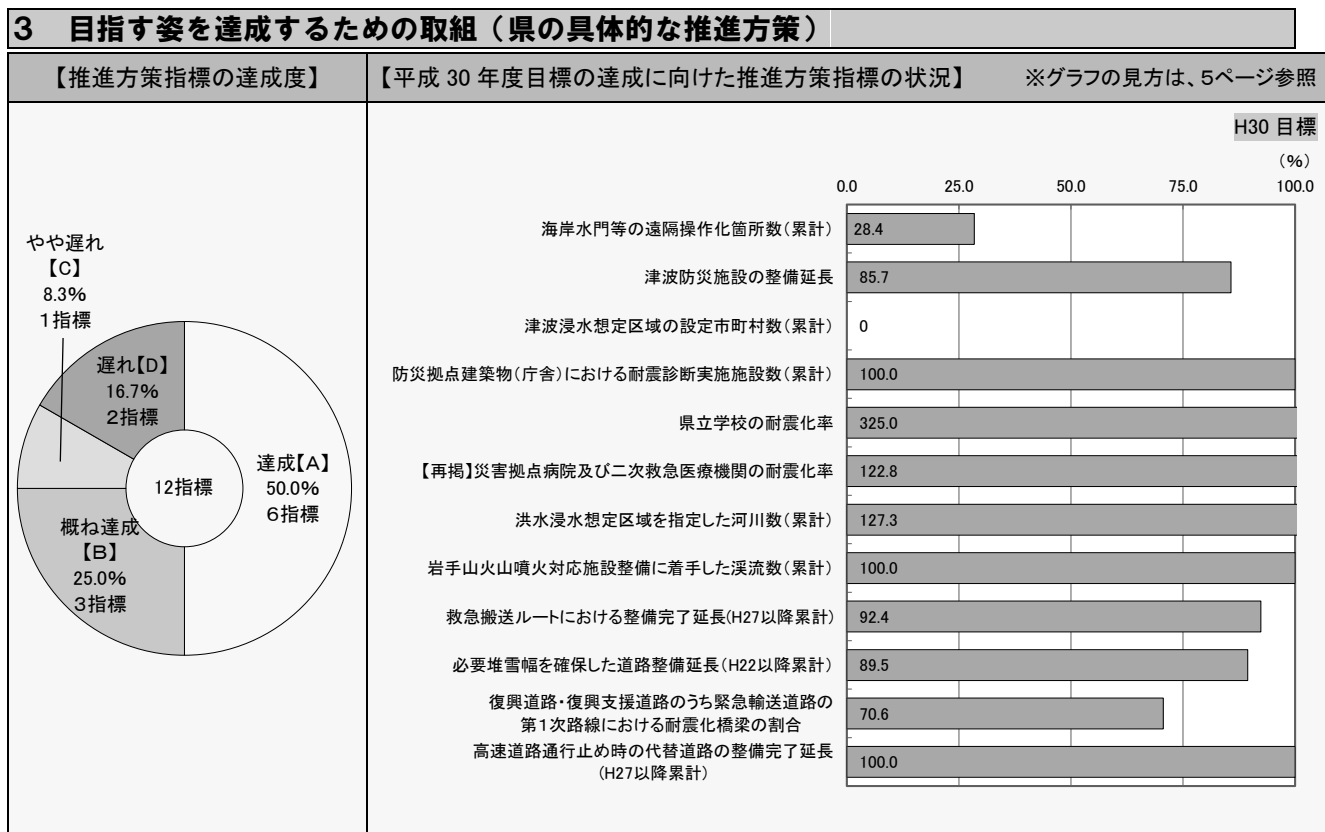 3　目指す姿を達成するための取組（県の具体的な推進方策）
【推進方策指標の達成度】
【平成 30 年度目標の達成に向けた推進方策指標の状況】　※グラフの見方は、5ページ参照
やや遅れ
【C】
8.3%
1指標
遅れ【D】
16.7%
2指標
達成【A】
50.0%
6指標
12指標
概ね達成
【B】
25.0%
3指標
H30 目標
（%）
0.0 25.0 50.0 75.0 100.0
海岸水門等の遠隔操作化箇所数（累計） 28.4
津波防災施設の整備延長 85.7
津波浸水想定区域の設定市町村数（累計） 0
防災拠点建築物（庁舎）における耐震診断実施施設数（累計） 100.0
県立学校の耐震化率 325.0
【再掲】災害拠点病院及び二次救急医療機関の耐震化率 122.8
洪水浸水想定区域を指定した河川数（累計） 127.3
岩手山火山噴火対応施設整備に着手した渓流数（累計） 100.0
救急搬送ルートにおける整備完了延長(H27以降累計) 92.4
必要堆雪幅を確保した道路整備延長（H22以降累計） 89.5
復興道路・復興支援道路のうち緊急輸送道路の
第1次路線における耐震化橋梁の割合 70.6
高速道路通行止め時の代替道路の整備完了延長
(H27以降累計) 100.0